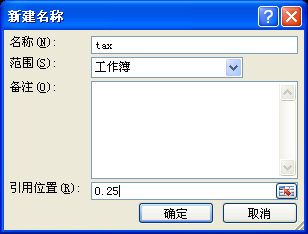 新建名称
名称(N): tax
范围(S): 工作簿
备注(O):
引用位置(R): 0.25
确定 取消